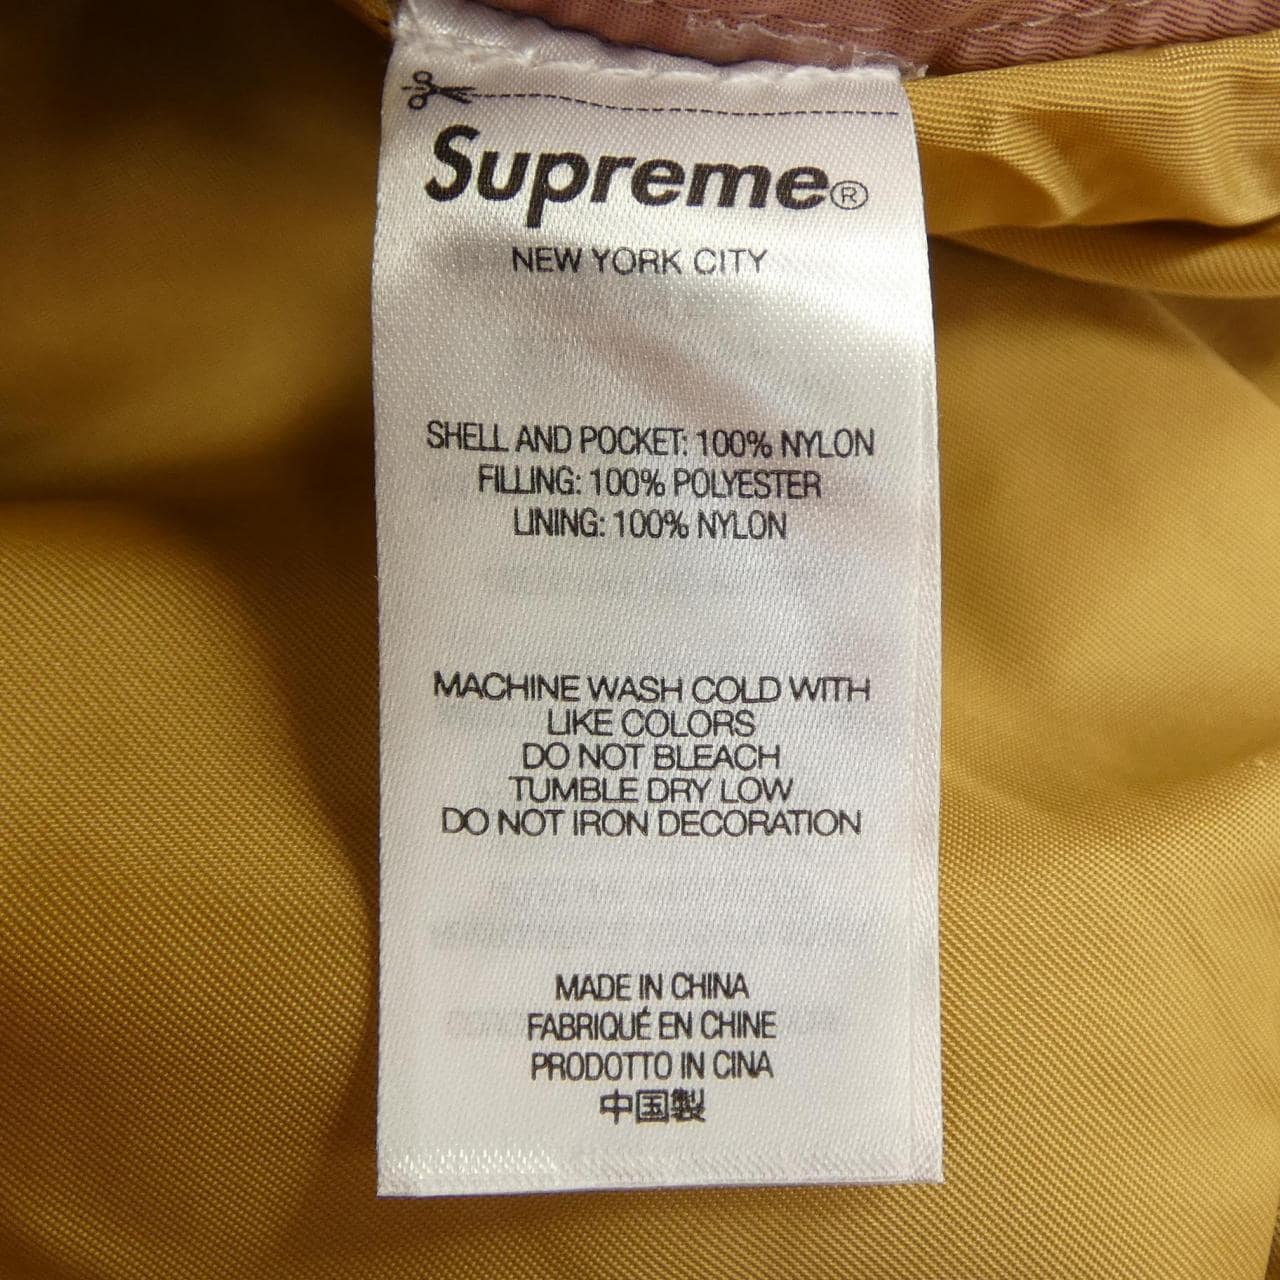 Supreme®
NEW YORK CITY
SHELL AND POCKET: 100% NYLON
FILLING: 100% POLYESTER
LINING: 100% NYLON
MACHINE WASH COLD WITH
LIKE COLORS
DO NOT BLEACH
TUMBLE DRY LOW
DO NOT IRON DECORATION
MADE IN CHINA
FABRIQUÉ EN CHINE
PRODOTTO IN CINA
中国製